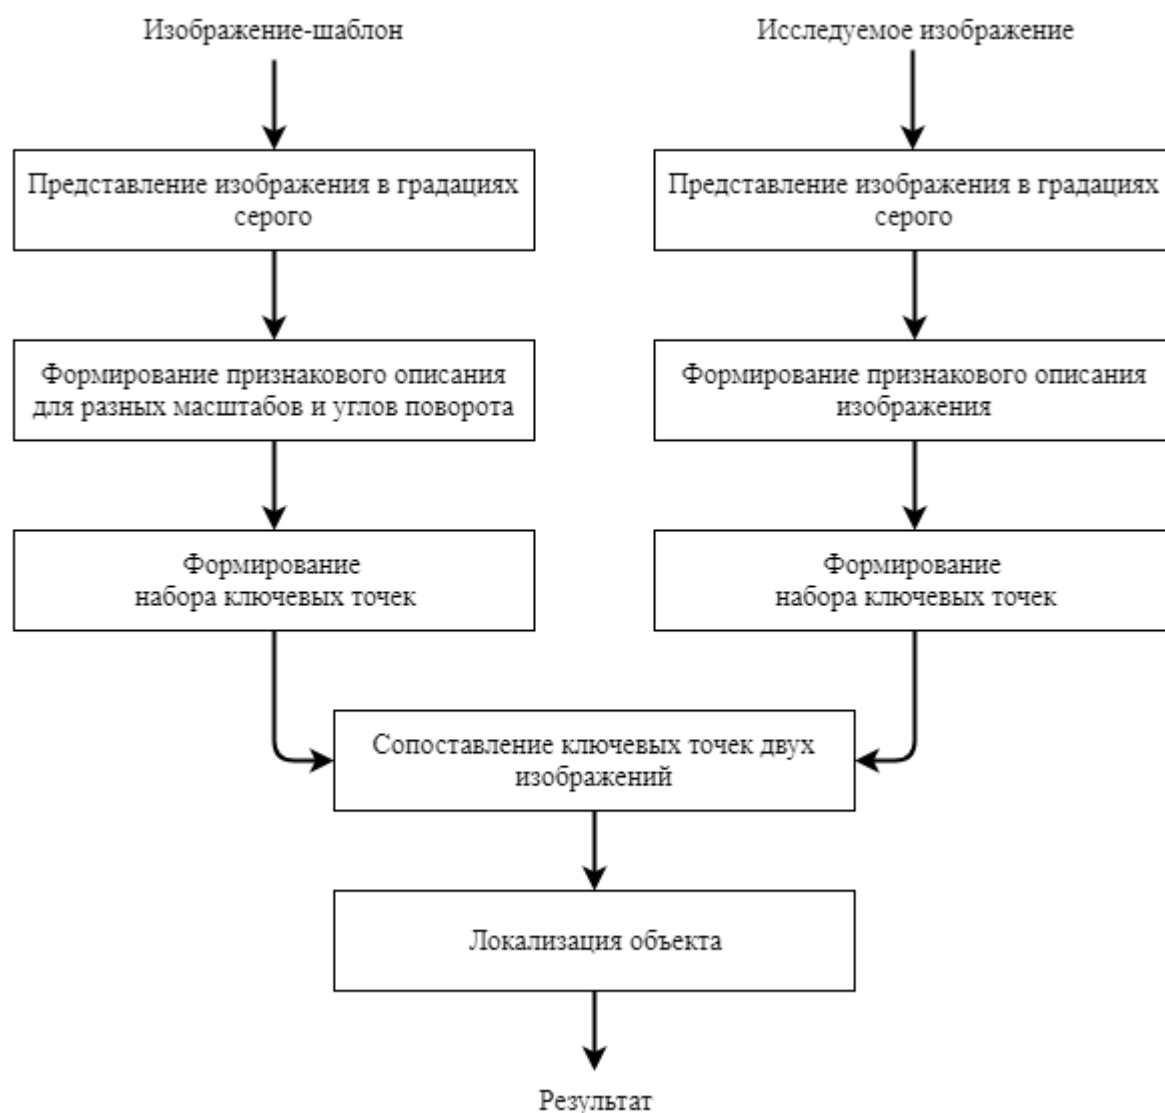 Изображение-шаблон
Исследуемое изображение
Представление изображения в градациях
серого
Представление изображения в градациях
серого
Формирование признакового описания
для разных масштабов и углов поворота
Формирование признакового описания
изображения
Формирование
набора ключевых точек
Формирование
набора ключевых точек
Сопоставление ключевых точек двух
изображений
Локализация объекта
Результат